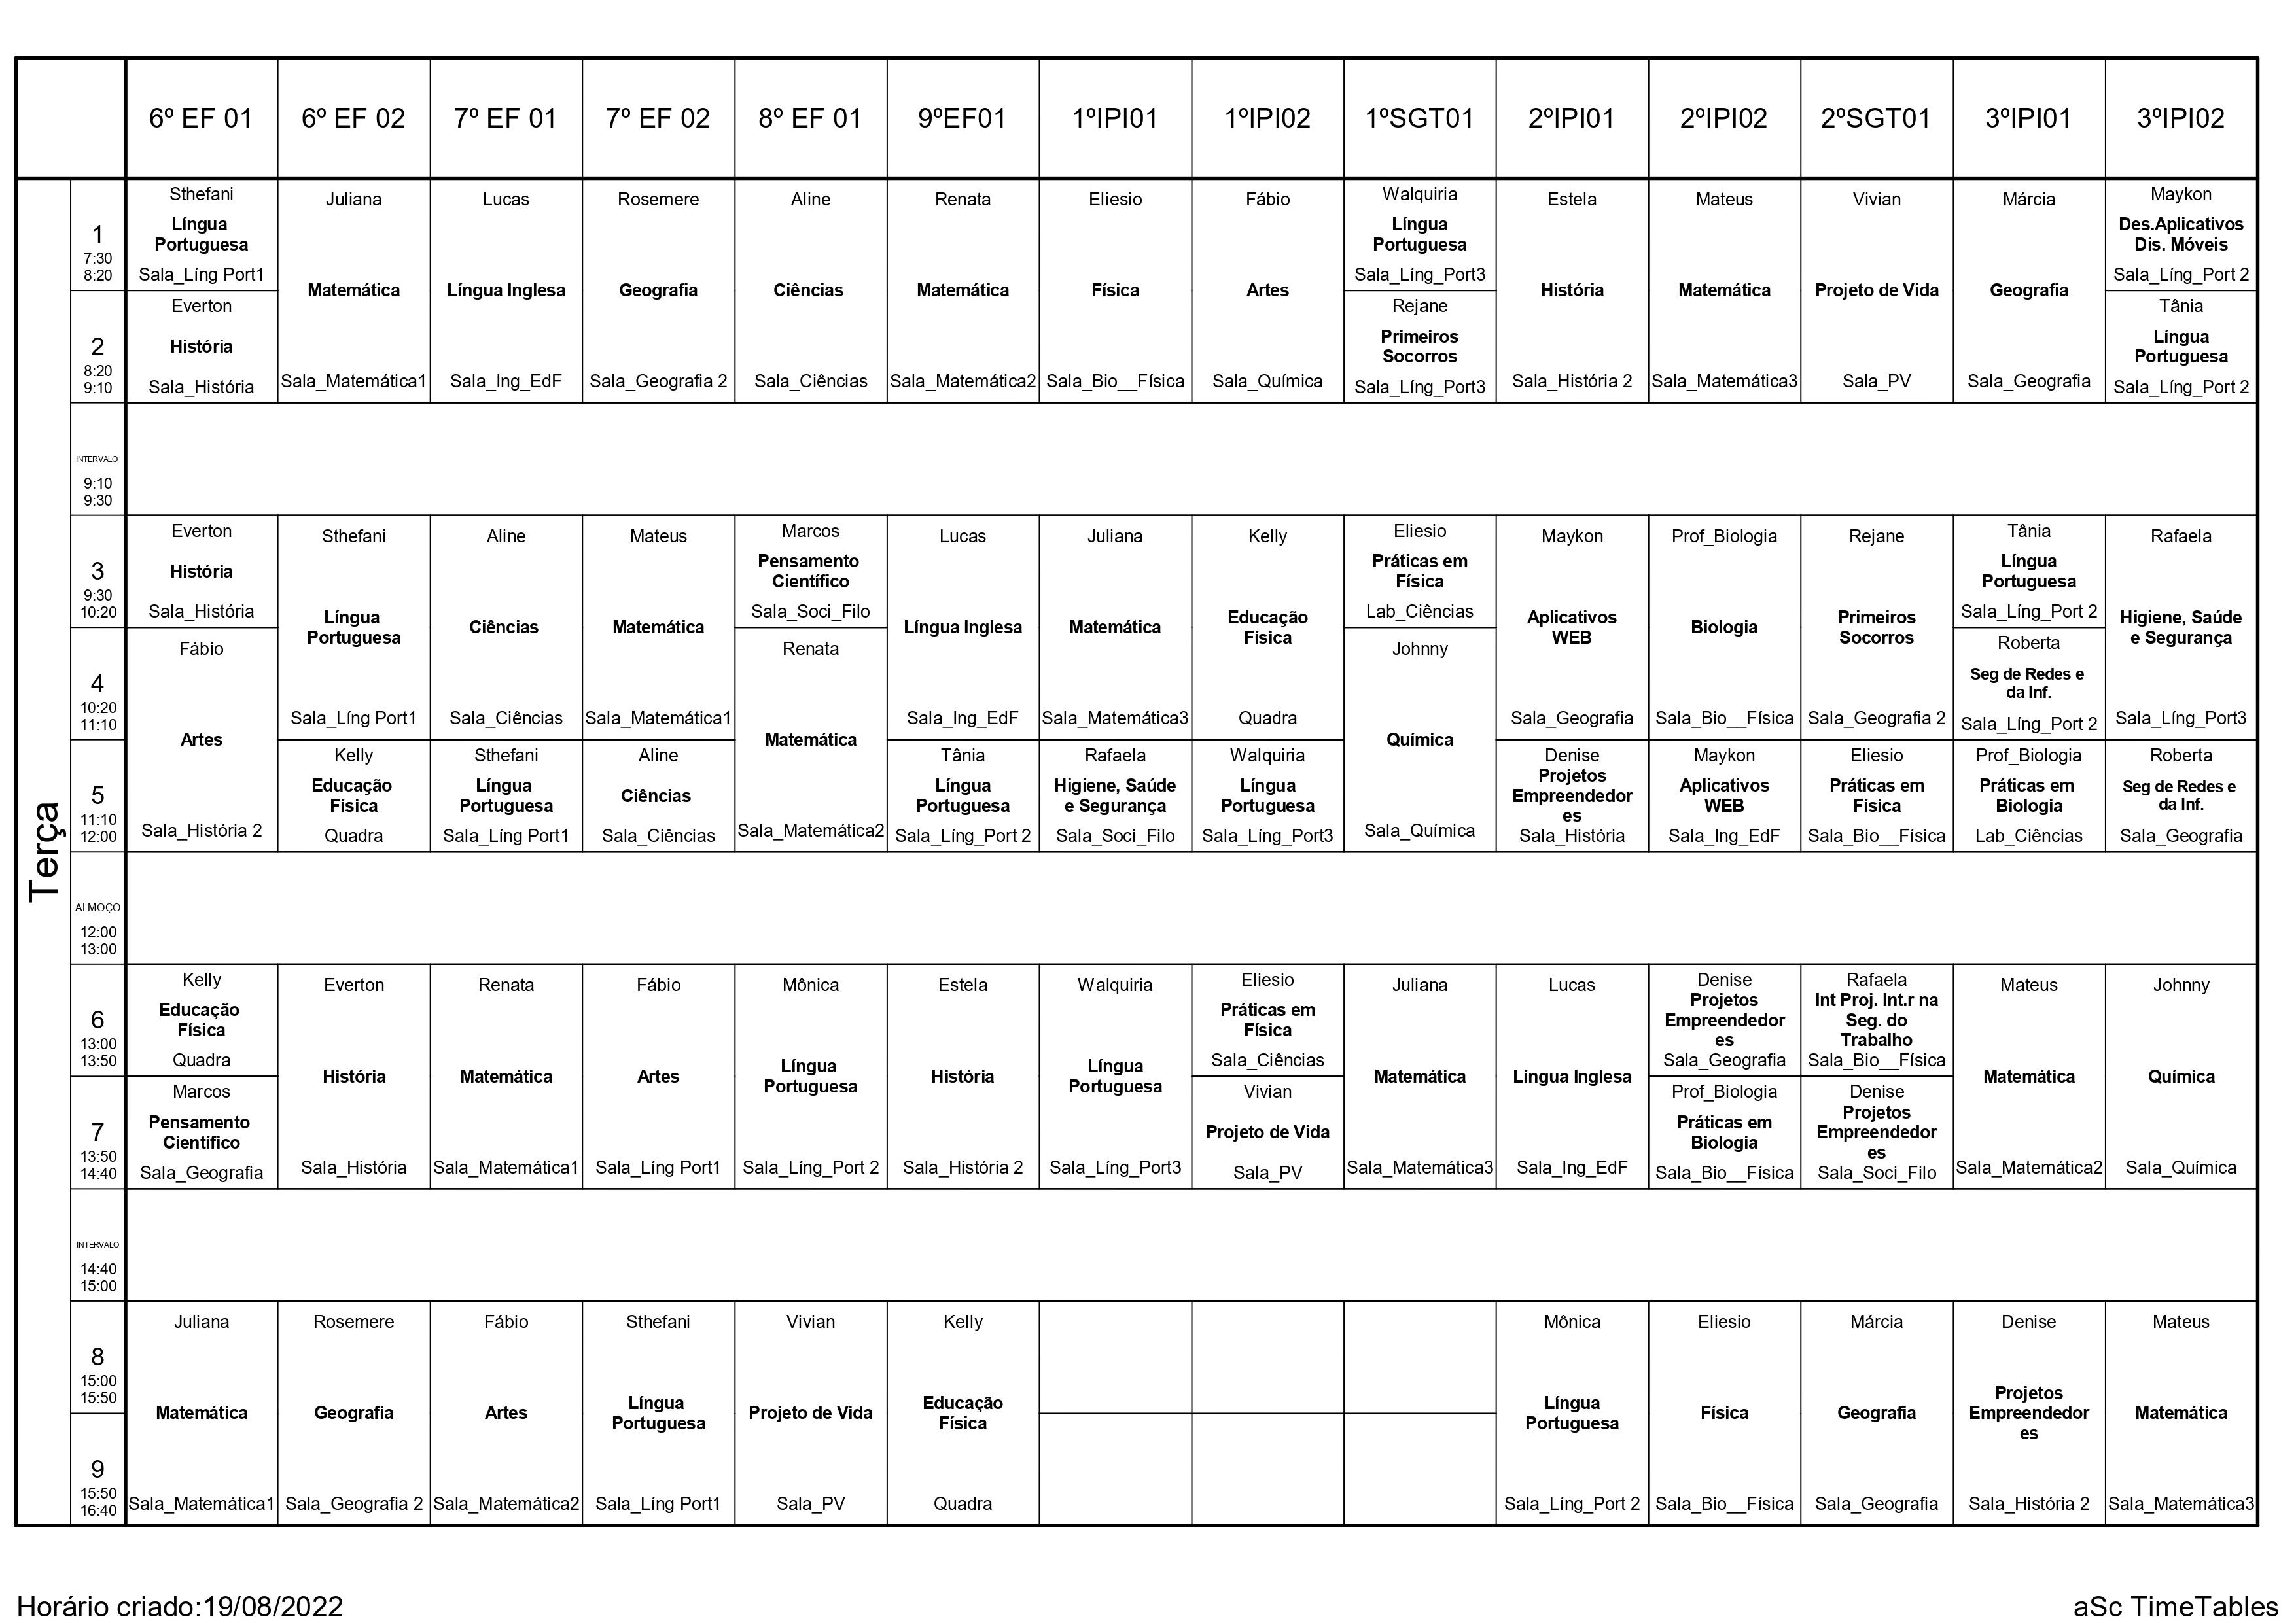 6º EF 01 6º EF 02 7º EF 01 7º EF 02 8º EF 01 9ºEF01 1ºIPI01 1ºIPI02 1ºSGT01 2ºIPI01 2ºIPI02 2ºSGT01 3ºIPI01 3ºIPI02
Terça
1
7:30
8:20
Sthefani
Língua
Portuguesa
Sala_Líng Port1
Juliana
Matemática
Sala_Matemática1
Lucas
Língua Inglesa
Sala_Ing_EdF
Rosemere
Geografia
Sala_Geografia 2
Aline
Ciências
Sala_Ciências
Renata
Matemática
Sala_Matemática2
Eliesio
Física
Sala_Bio__Física
Fábio
Artes
Sala_Química
Walquiria
Língua
Portuguesa
Sala_Líng_Port3
Estela
História
Sala_História 2
Mateus
Matemática
Sala_Matemática3
Vivian
Projeto de Vida
Sala_PV
Márcia
Geografia
Sala_Geografia
Maykon
Des.Aplicativos
Dis. Móveis
Sala_Líng_Port 2
2
8:20
9:10
Everton
História
Sala_História
Rejane
Primeiros
Socorros
Sala_Líng_Port3
Tânia
Língua
Portuguesa
Sala_Líng_Port 2
INTERVALO
9:10
9:30
3
9:30
10:20
Everton
História
Sala_História
Sthefani
Língua
Portuguesa
Sala_Líng Port1
Aline
Ciências
Sala_Ciências
Mateus
Matemática
Sala_Matemática1
Marcos
Pensamento
Científico
Sala_Soci_Filo
Lucas
Língua Inglesa
Sala_Ing_EdF
Juliana
Matemática
Sala_Matemática3
Kelly
Educação
Física
Quadra
Eliesio
Práticas em
Física
Lab_Ciências
Maykon
Aplicativos
WEB
Sala_Geografia
Prof_Biologia
Biologia
Sala_Bio__Física
Rejane
Primeiros
Socorros
Sala_Geografia 2
Tânia
Língua
Portuguesa
Sala_Líng_Port 2
Rafaela
Higiene, Saúde
e Segurança
Sala_Líng_Port3
4
10:20
11:10
Fábio
Artes
Sala_História 2
Renata
Matemática
Sala_Matemática2
Johnny
Química
Sala_Química
Roberta
Seg de Redes e
da Inf.
Sala_Líng_Port 2
5
11:10
12:00
Kelly
Educação
Física
Quadra
Sthefani
Língua
Portuguesa
Sala_Líng Port1
Aline
Ciências
Sala_Ciências
Tânia
Língua
Portuguesa
Sala_Líng_Port 2
Rafaela
Higiene, Saúde
e Segurança
Sala_Soci_Filo
Walquiria
Língua
Portuguesa
Sala_Líng_Port3
Denise
Projetos
Empreendedor
es
Sala_História
Maykon
Aplicativos
WEB
Sala_Ing_EdF
Eliesio
Práticas em
Física
Sala_Bio__Física
Prof_Biologia
Práticas em
Biologia
Lab_Ciências
Roberta
Seg de Redes e
da Inf.
Sala_Geografia
ALMOÇO
12:00
13:00
6
13:00
13:50
Kelly
Educação
Física
Quadra
Everton
História
Sala_História
Renata
Matemática
Sala_Matemática1
Fábio
Artes
Sala_Líng Port1
Mônica
Língua
Portuguesa
Sala_Líng_Port 2
Estela
História
Sala_História 2
Walquiria
Língua
Portuguesa
Sala_Líng_Port3
Eliesio
Práticas em
Física
Sala_Ciências
Juliana
Matemática
Sala_Matemática3
Lucas
Língua Inglesa
Sala_Ing_EdF
Denise
Projetos
Empreendedor
es
Sala_Geografia
Rafaela
Int Proj. Int.r na
Seg. do
Trabalho
Sala_Bio__Física
Mateus
Matemática
Sala_Matemática2
Johnny
Química
Sala_Química
7
13:50
14:40
Marcos
Pensamento
Científico
Sala_Geografia
Vivian
Projeto de Vida
Sala_PV
Prof_Biologia
Práticas em
Biologia
Sala_Bio__Física
Denise
Projetos
Empreendedor
es
Sala_Soci_Filo
INTERVALO
14:40
15:00
8
15:00
15:50
Juliana
Matemática
Sala_Matemática1
Rosemere
Geografia
Sala_Geografia 2
Fábio
Artes
Sala_Matemática2
Sthefani
Língua
Portuguesa
Sala_Líng Port1
Vivian
Projeto de Vida
Sala_PV
Kelly
Educação
Física
Quadra
Mônica
Língua
Portuguesa
Sala_Líng_Port 2
Eliesio
Física
Sala_Bio__Física
Márcia
Geografia
Sala_Geografia
Denise
Projetos
Empreendedor
es
Sala_História 2
Mateus
Matemática
Sala_Matemática3
9
15:50
16:40
Horário criado:19/08/2022
aSc TimeTables